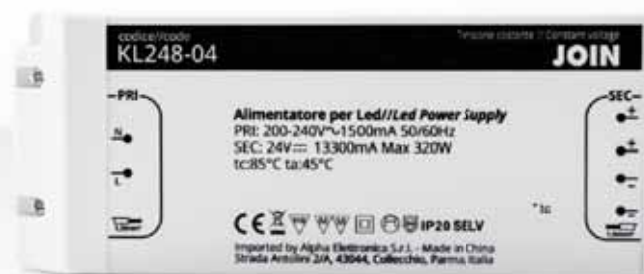 codice//code
Tensione costante // Constant voltage
KL248-04
JOIN
PRI
SEC
Alimentatore per Led//Led Power Supply
PRI: 200-240V~1500mA 50/60Hz
SEC: 24V⎓ 13300mA Max 320W
tc:85°C ta:45°C
N
L
+
+
-
-
tc
CE IP20 SELV
Imported by Alpha Elettronica S.r.l. - Made in China
Strada Antolini 2/A, 43044, Collecchio, Parma Italia